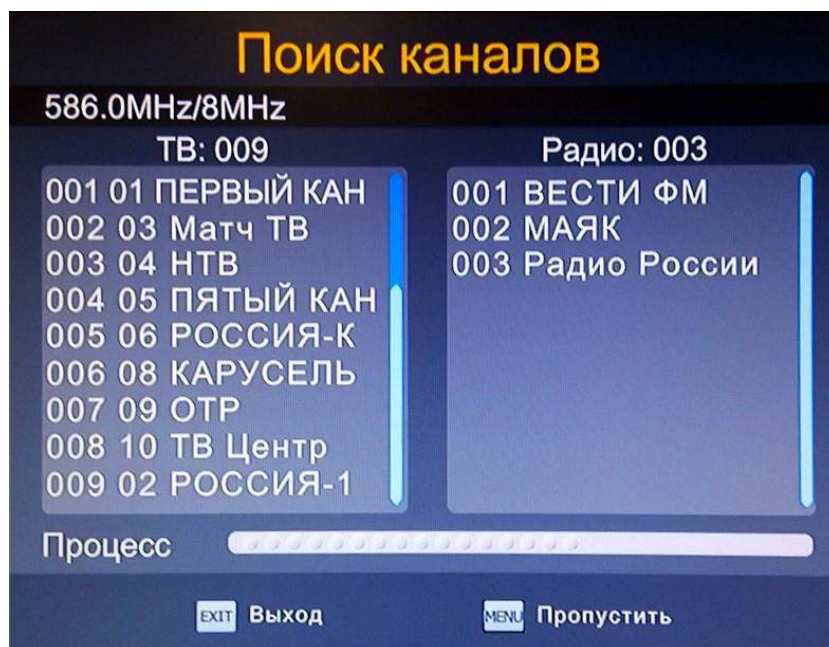 Поиск каналов
586.0MHz/8MHz
ТВ: 009
001 01 ПЕРВЫЙ КАН
002 03 Матч ТВ
003 04 НТВ
004 05 ПЯТЫЙ КАН
005 06 РОССИЯ-К
006 08 КАРУСЕЛЬ
007 09 ОТР
008 10 ТВ Центр
009 02 РОССИЯ-1
Радио: 003
001 ВЕСТИ ФМ
002 МАЯК
003 Радио России
Процесс
EXIT Выход
MENU Пропустить